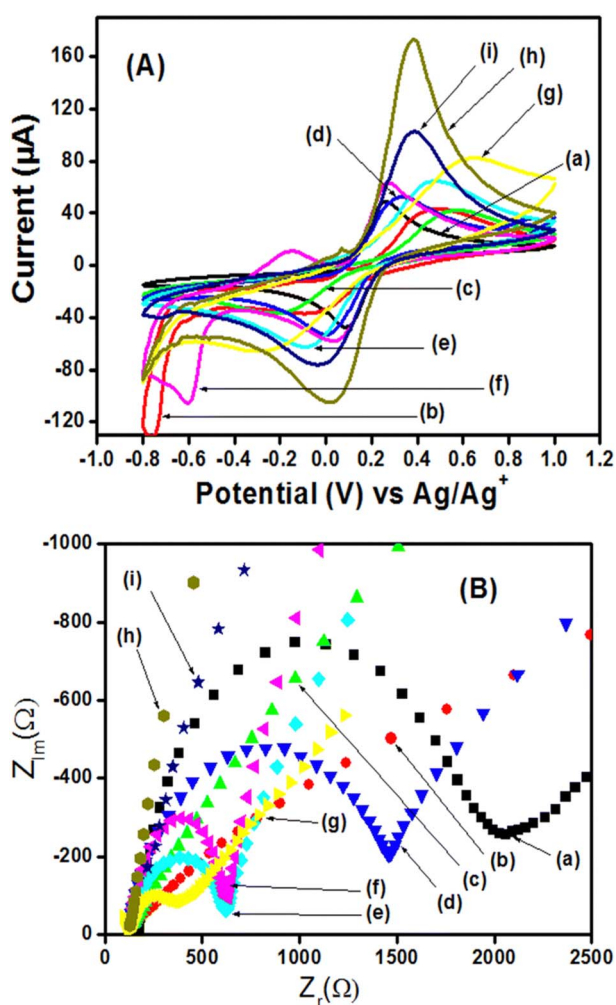 (A)
160
120
80
40
0
-40
-80
-120
Current (µA)
(i)
(h)
(g)
(d)
(a)
(c)
(e)
(f)
(b)
-1.0 -0.8 -0.6 -0.4 -0.2 0.0 0.2 0.4 0.6 0.8 1.0 1.2
Potential (V) vs Ag/Ag+
(B)
-1000
-800
-600
-400
-200
0
ZIm(Ω)
(i)
(h)
(g)
(f)
(e)
(d)
(c)
(b)
(a)
0 500 1000 1500 2000 2500
Zr(Ω)